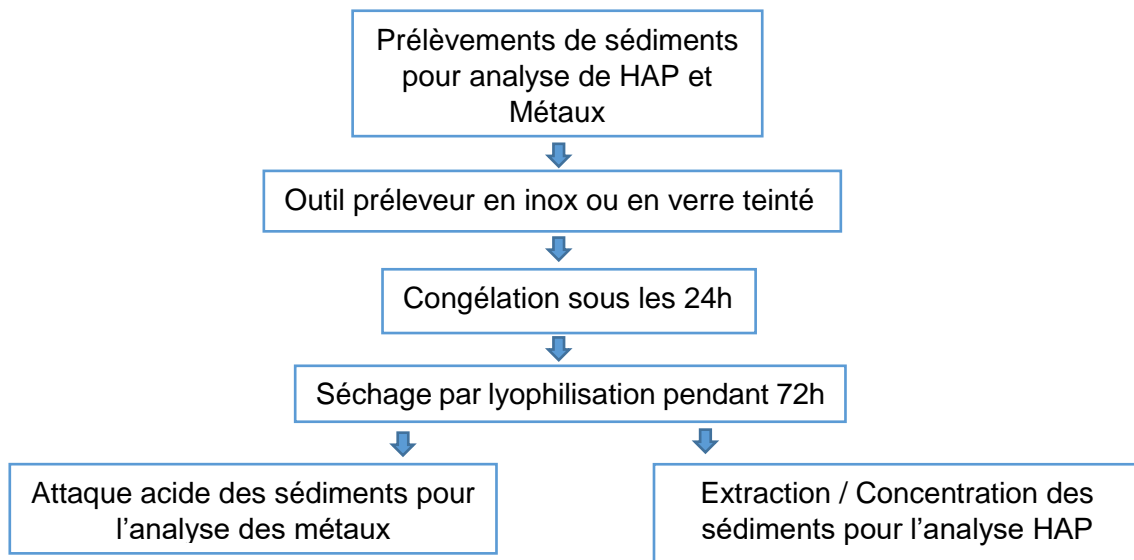 Prélèvements de sédiments
pour analyse de HAP et
Métaux
Outil préleveur en inox ou en verre teinté
Congélation sous les 24h
Séchage par lyophilisation pendant 72h
Attaque acide des sédiments pour
l’analyse des métaux
Extraction / Concentration des
sédiments pour l’analyse HAP